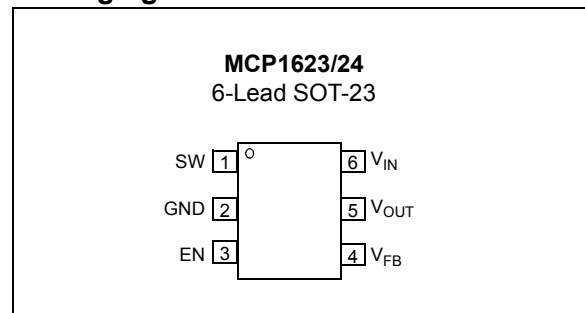 MCP1623/24
6-Lead SOT-23
SW 1 6 VIN
GND 2 5 VOUT
EN 3 4 VFB